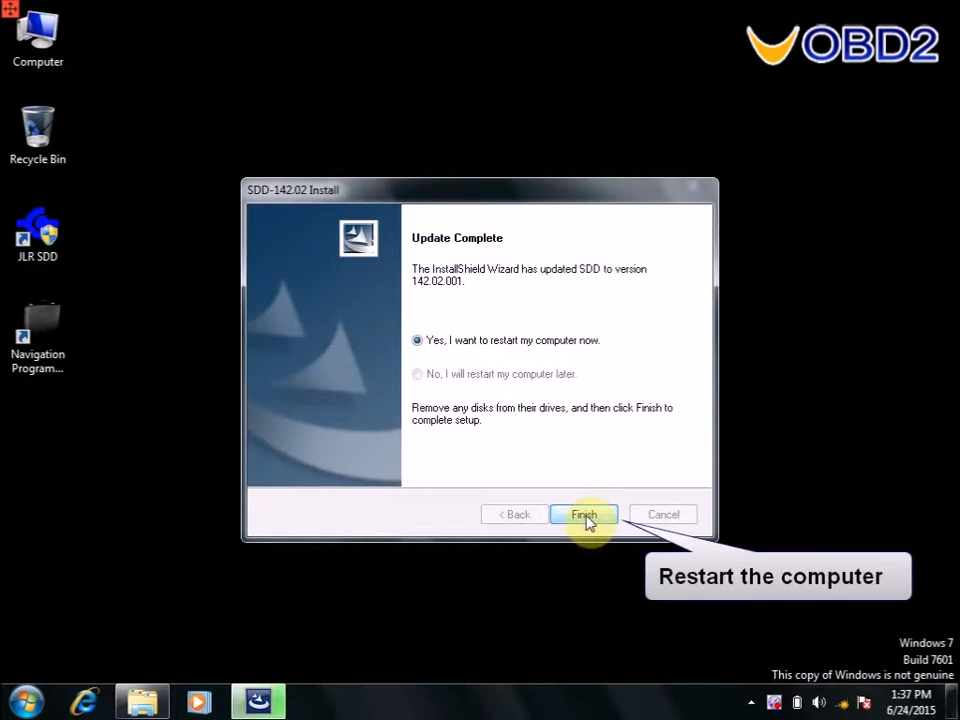 Computer
VOBD2
Recycle Bin
SDD-142.02 Install
Update Complete
JLR SDD
The InstallShield Wizard has updated SDD to version
142.02.001.
Yes, I want to restart my computer now.
Navigation
Program...
No, I will restart my computer later.
Remove any disks from their drives, and then click Finish to
complete setup.
< Back
Finish
Cancel
Restart the computer
Windows 7
Build 7601
This copy of Windows is not genuine
1:37 PM
6/24/2015